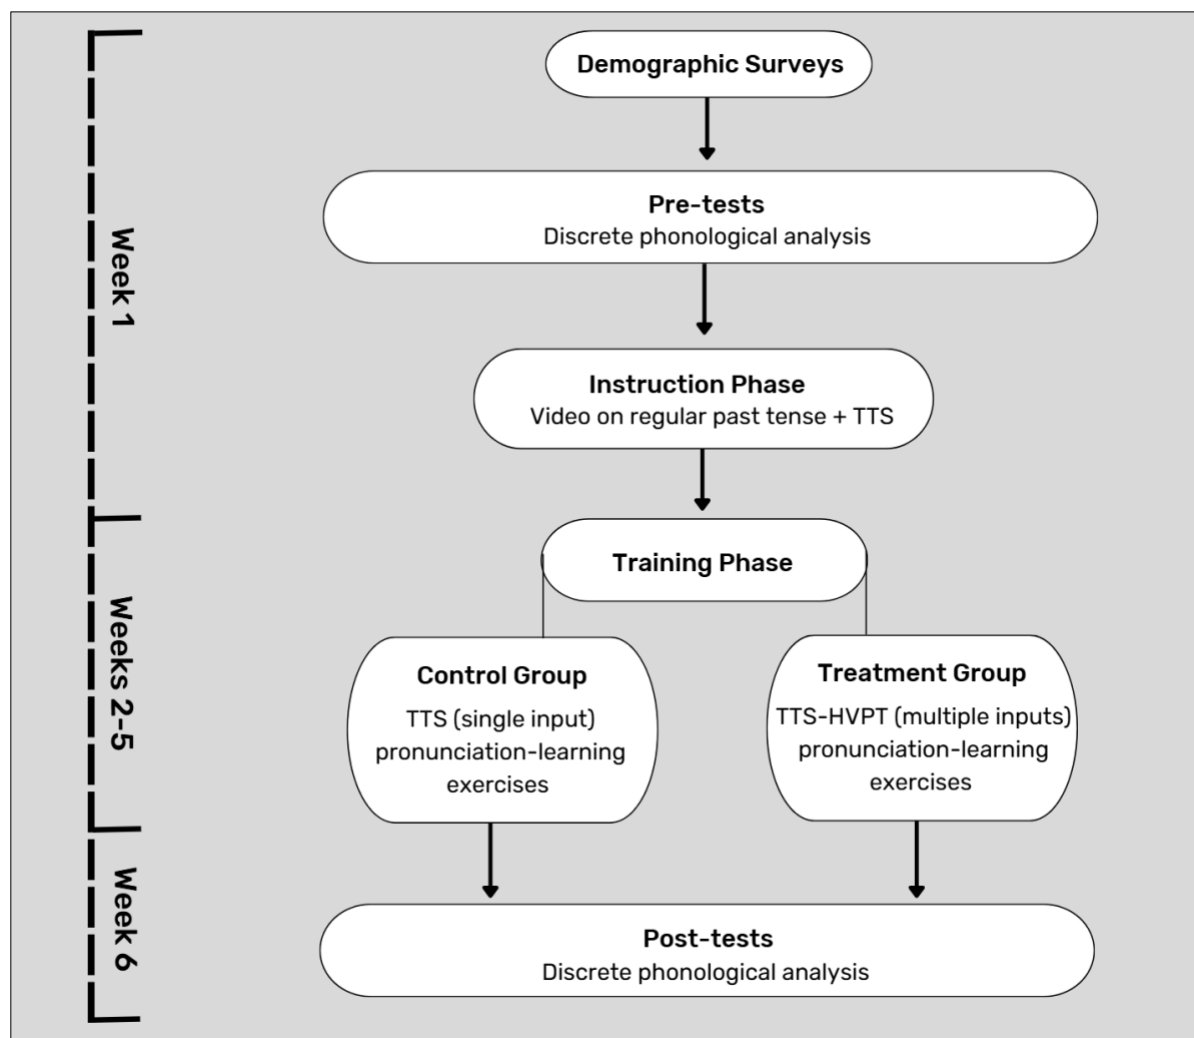 Demographic Surveys
Week 1
Pre-tests
Discrete phonological analysis
Instruction Phase
Video on regular past tense + TTS
Training Phase
Weeks 2-5
Control Group
TTS (single input)
pronunciation-learning
exercises
Treatment Group
TTS-HVPT (multiple inputs)
pronunciation-learning
exercises
Week 6
Post-tests
Discrete phonological analysis